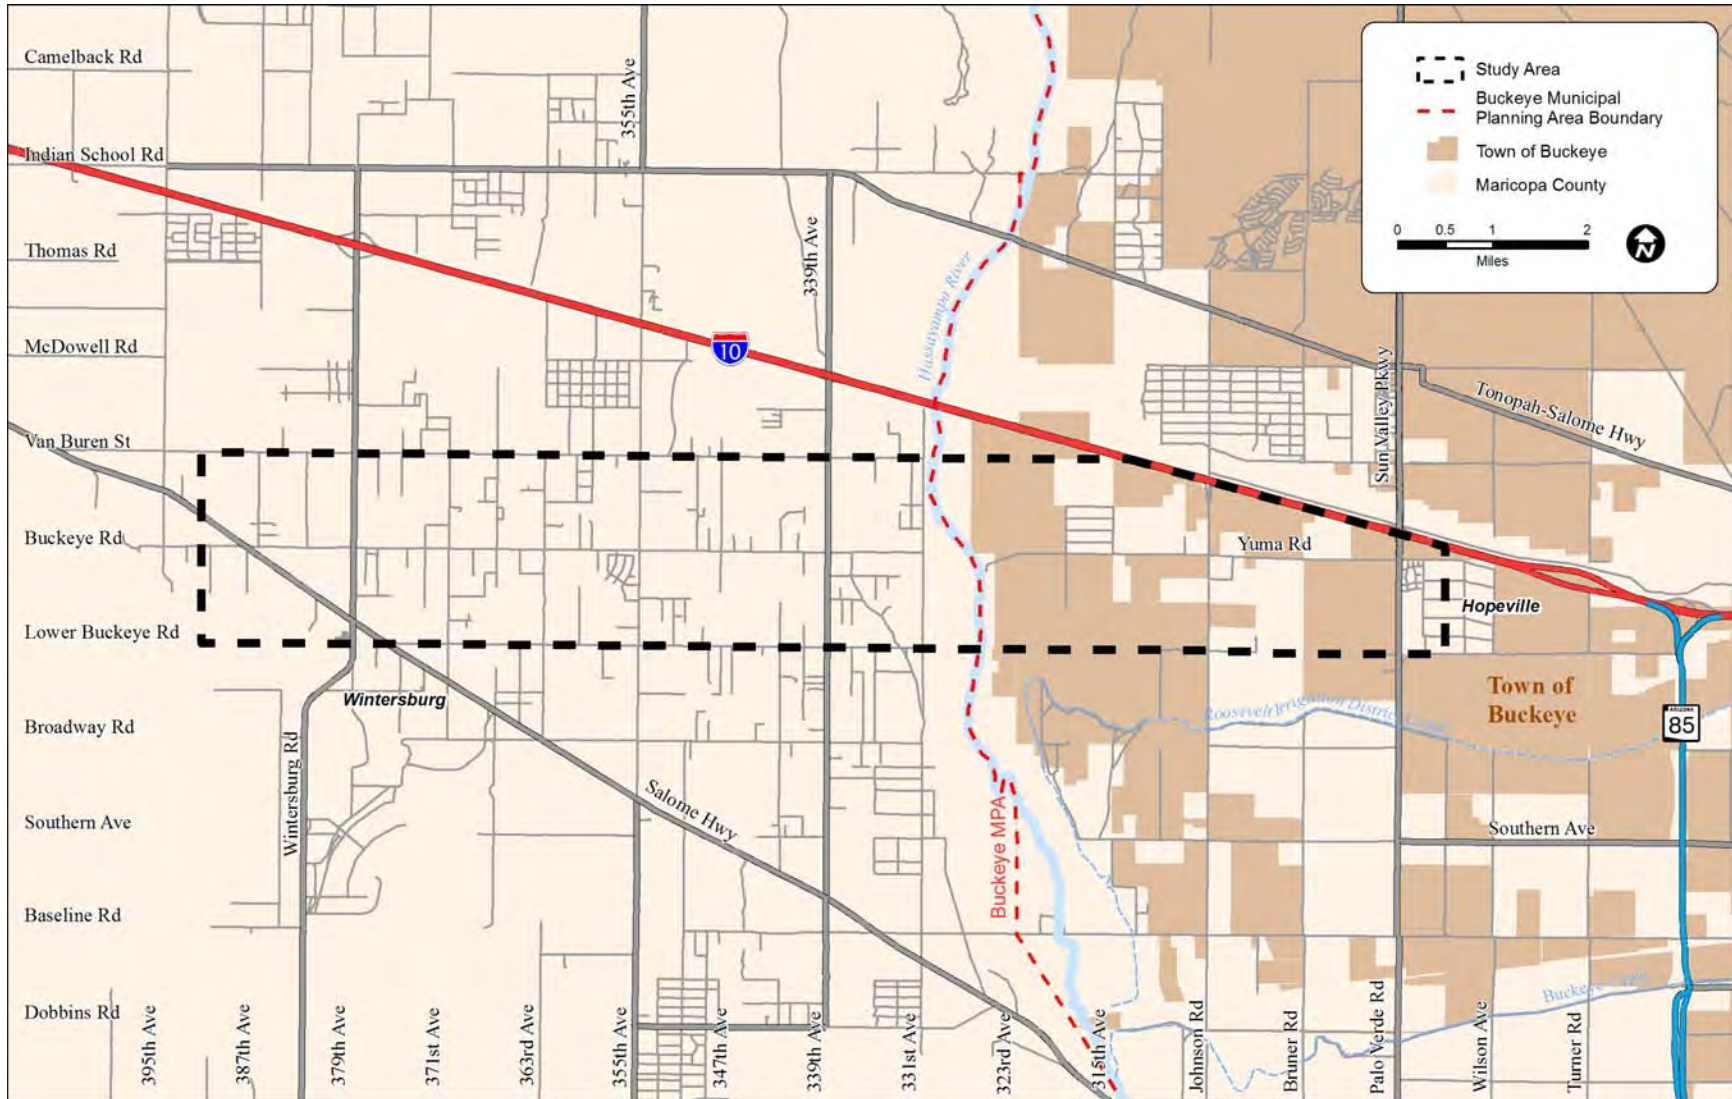 Camelback Rd
Indian School Rd
Thomas Rd
McDowell Rd
Van Buren St
Buckeye Rd
Lower Buckeye Rd
Broadway Rd
Southern Ave
Baseline Rd
Dobbins Rd
355th Ave
339th Ave
Hassayampa River
10
Sun Valley Pkwy
Tonopah-Salome Hwy
Yuma Rd
Hopeville
Wintersburg
Wintersburg Rd
Salome Hwy
Buckeye MPA
Roosevelt Irrigation District Canal
Town of
Buckeye
ARIZONA
85
Southern Ave
Buckeye Canal
395th Ave
387th Ave
379th Ave
371st Ave
363rd Ave
355th Ave
347th Ave
339th Ave
331st Ave
323rd Ave
315th Ave
Johnson Rd
Bruner Rd
Palo Verde Rd
Wilson Ave
Turner Rd
Study Area
Buckeye Municipal
Planning Area Boundary
Town of Buckeye
Maricopa County
0 0.5 1 2
Miles
N